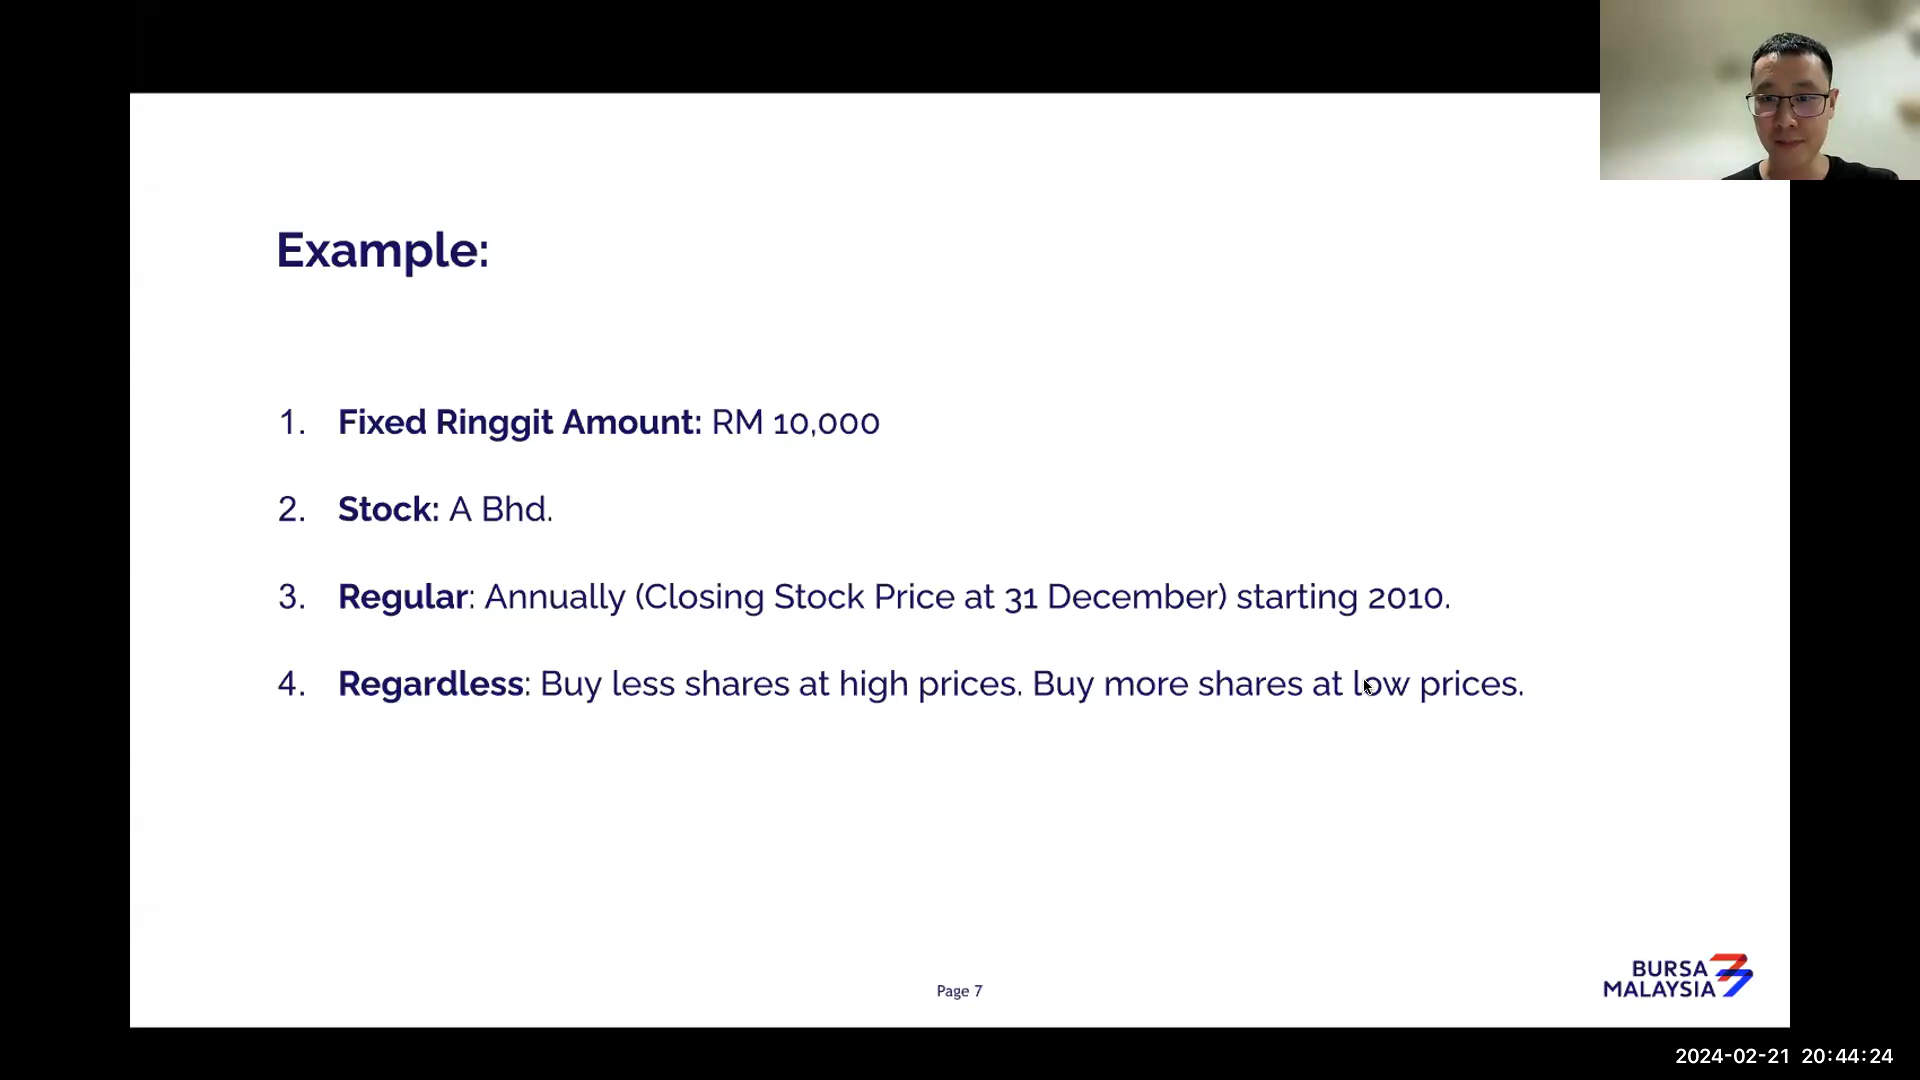 Example:
1. Fixed Ringgit Amount: RM 10,000
2. Stock: A Bhd.
3. Regular: Annually (Closing Stock Price at 31 December) starting 2010.
4. Regardless: Buy less shares at high prices. Buy more shares at low prices.
Page 7
BURSA
MALAYSIA
2024-02-21 20:44:24